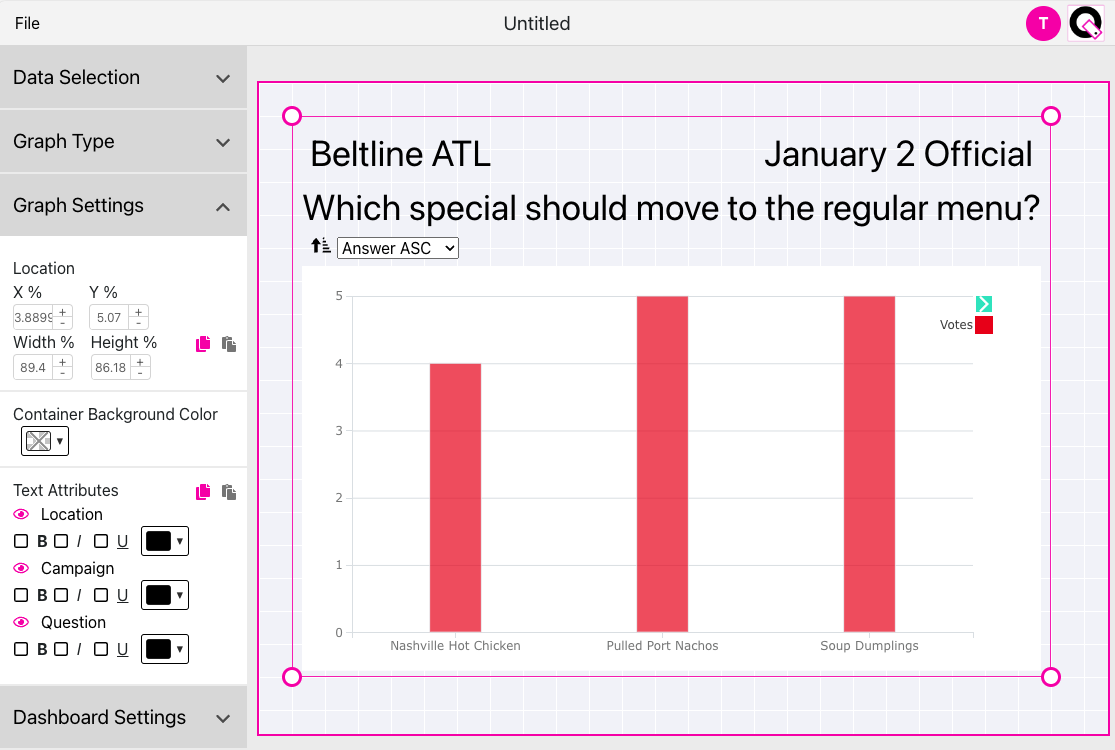 File
Untitled
T
Data Selection
Graph Type
Graph Settings
Location
X % Y %
3.8899 + - 5.07 + -
Width % Height %
89.4 + - 86.18 + -
Container Background Color
Text Attributes
Location
B I U
Campaign
B I U
Question
B I U
Dashboard Settings
Beltline ATL January 2 Official
Which special should move to the regular menu?
Answer ASC
Votes
5
4
3
2
1
0
Nashville Hot Chicken Pulled Port Nachos Soup Dumplings